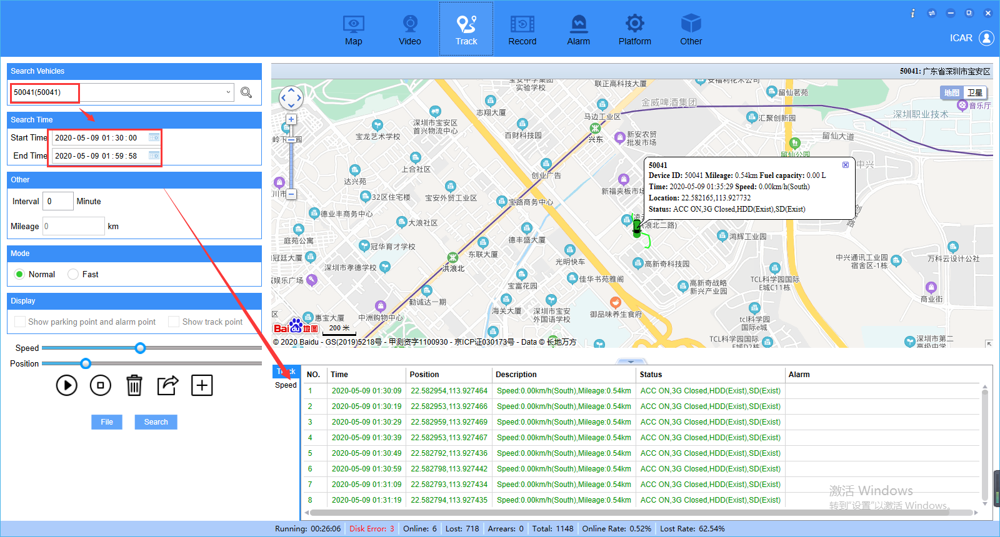 Map
Video
Track
Record
Alarm
Platform
Other
ICAR
Search Vehicles
50041(50041)
Search Time
Start Time 2020-05-09 01:30:00
End Time 2020-05-09 01:59:58
Other
Interval 0 Minute
Mileage 0 km
Mode
Normal Fast
Display
Show parking point and alarm point Show track point
Speed
Position
File Search
50041: 广东省深圳市宝安区
地图 卫星
实验学校
联正高科技大厦
安福利花木公司
留仙茗苑
金威啤酒集团
音乐厅
志翔大厦
马边工业区
深圳市宝安区
首兴物流中心
汇聚创新园
深圳职业技术
宝龙艺术学校
百财科技园
兴东
新安农贸
批发市场
留仙大道
留仙公园
岭下
园
上合社区
创业广告
中兴
达兴苑
新福夹板市场
川市
32区住宅楼
宝安外贸工业区
宝路商务中心
德业丰商务中心
大浪社区
庭苑公寓
德丰盛大厦
鸿辉工业园
创研路
冠华育才学校
东联大厦
光明快车
冠廷大厦
洪浪北
高新奇科技园
中兴通讯工业园
宿舍区-1栋
万科云设计公社
深圳市孝德学校
娱乐广场
佳华书苑雅阁
TCL科学园国际
E城C11栋
宝富花园
高新奇战略
新兴产业园
商业街
勤诚达一期
海关大厦
深圳市宝安
外国语学校
御品味养生食府
中洲购物中心
惠宝大厦
tcl科学园
国际e城
TCL科学园国际
E城D2栋
深圳市第二
高级中学
50041
Device ID: 50041 Mileage: 0.54km Fuel capacity: 0.00 L
Time: 2020-05-09 01:35:29 Speed: 0.00km/h(South)
Location: 22.582165,113.927732
Status: ACC ON,3G Closed,HDD(Exist),SD(Exist)
洪浪北二路)
Bai du 地图
200 米
© 2020 Baidu - GS(2019)5218号 - 甲测资字1100930 - 京ICP证030173号 - Data © 长地万方
Track
Speed
NO. Time Position Description Status Alarm
1 2020-05-09 01:30:09 22.582954,113.927464 Speed:0.00km/h(South),Mileage:0.54km ACC ON,3G Closed,HDD(Exist),SD(Exist)
2 2020-05-09 01:30:19 22.582953,113.927466 Speed:0.00km/h(South),Mileage:0.54km ACC ON,3G Closed,HDD(Exist),SD(Exist)
3 2020-05-09 01:30:29 22.582959,113.927469 Speed:0.00km/h(South),Mileage:0.54km ACC ON,3G Closed,HDD(Exist),SD(Exist)
4 2020-05-09 01:30:39 22.582953,113.927467 Speed:0.00km/h(South),Mileage:0.54km ACC ON,3G Closed,HDD(Exist),SD(Exist)
5 2020-05-09 01:30:49 22.582792,113.927436 Speed:0.00km/h(South),Mileage:0.54km ACC ON,3G Closed,HDD(Exist),SD(Exist)
6 2020-05-09 01:30:59 22.582798,113.927442 Speed:0.00km/h(South),Mileage:0.54km ACC ON,3G Closed,HDD(Exist),SD(Exist)
7 2020-05-09 01:31:09 22.582793,113.927434 Speed:0.00km/h(South),Mileage:0.54km ACC ON,3G Closed,HDD(Exist),SD(Exist)
8 2020-05-09 01:31:19 22.582794,113.927435 Speed:0.00km/h(South),Mileage:0.54km ACC ON,3G Closed,HDD(Exist),SD(Exist)
激活 Windows
转到"设置"以激活 Windows。
Running: 00:26:06 Disk Error: 3 Online: 6 Lost: 718 Arrears: 0 Total: 1148 Online Rate: 0.52% Lost Rate: 62.54%